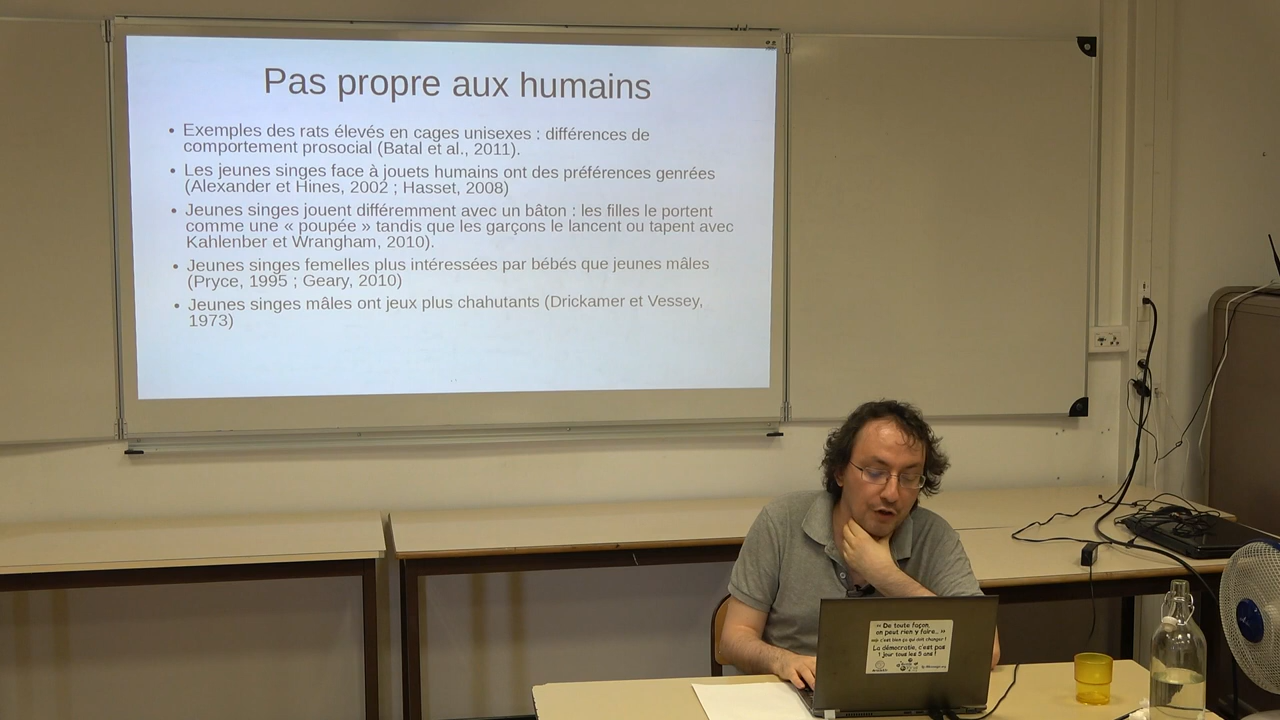 Pas propre aux humains
• Exemples des rats élevés en cages unisexes : différences de
comportement prosocial (Batal et al., 2011).
• Les jeunes singes face à jouets humains ont des préférences genrées
(Alexander et Hines, 2002 ; Hasset, 2008)
• Jeunes singes jouent différemment avec un bâton : les filles le portent
comme une « poupée » tandis que les garçons le lancent ou tapent avec
Kahlenber et Wrangham, 2010).
• Jeunes singes femelles plus intéressées par bébés que jeunes mâles
(Pryce, 1995 ; Geary, 2010)
• Jeunes singes mâles ont jeux plus chahutants (Drickamer et Vessey,
1973)
« De toute façon,
on peut rien y faire... »
La démocratie, c'est pas
1 jour tous les 5 ans !